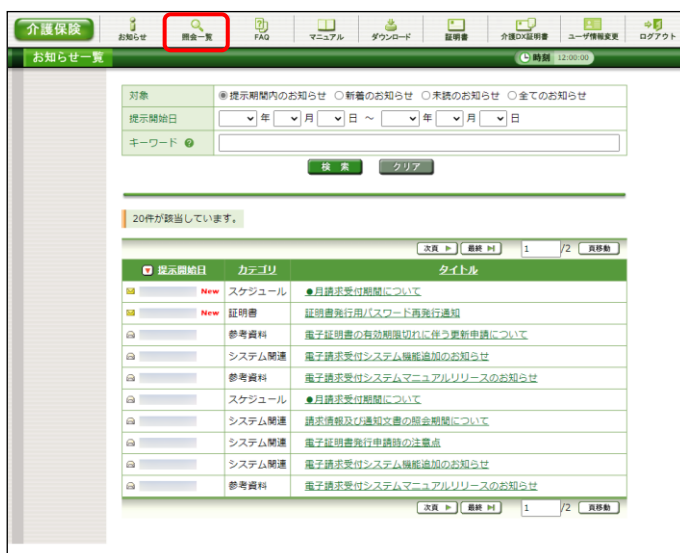 介護保険
お知らせ 照会一覧 FAQ マニュアル ダウンロード 証明書 介護DX証明書 ユーザ情報変更 ログアウト
お知らせ一覧 時刻 12:00:00
対象 提示期間内のお知らせ 新着のお知らせ 未読のお知らせ 全てのお知らせ
提示開始日 年 月 日 ～ 年 月 日
キーワード ?
検索 クリア
20件が該当しています。
次頁 最終 1 /2 頁移動
提示開始日 カテゴリ タイトル
New スケジュール ●月請求受付期間について
New 証明書 証明書発行用パスワード再発行通知
参考資料 電子証明書の有効期限切れに伴う更新申請について
システム関連 電子請求受付システム機能追加のお知らせ
参考資料 電子請求受付システムマニュアルリリースのお知らせ
スケジュール ●月請求受付期間について
システム関連 請求情報及び通知文書の照会期間について
システム関連 電子証明書発行申請時の注意点
システム関連 電子請求受付システム機能追加のお知らせ
参考資料 電子請求受付システムマニュアルリリースのお知らせ
次頁 最終 1 /2 頁移動